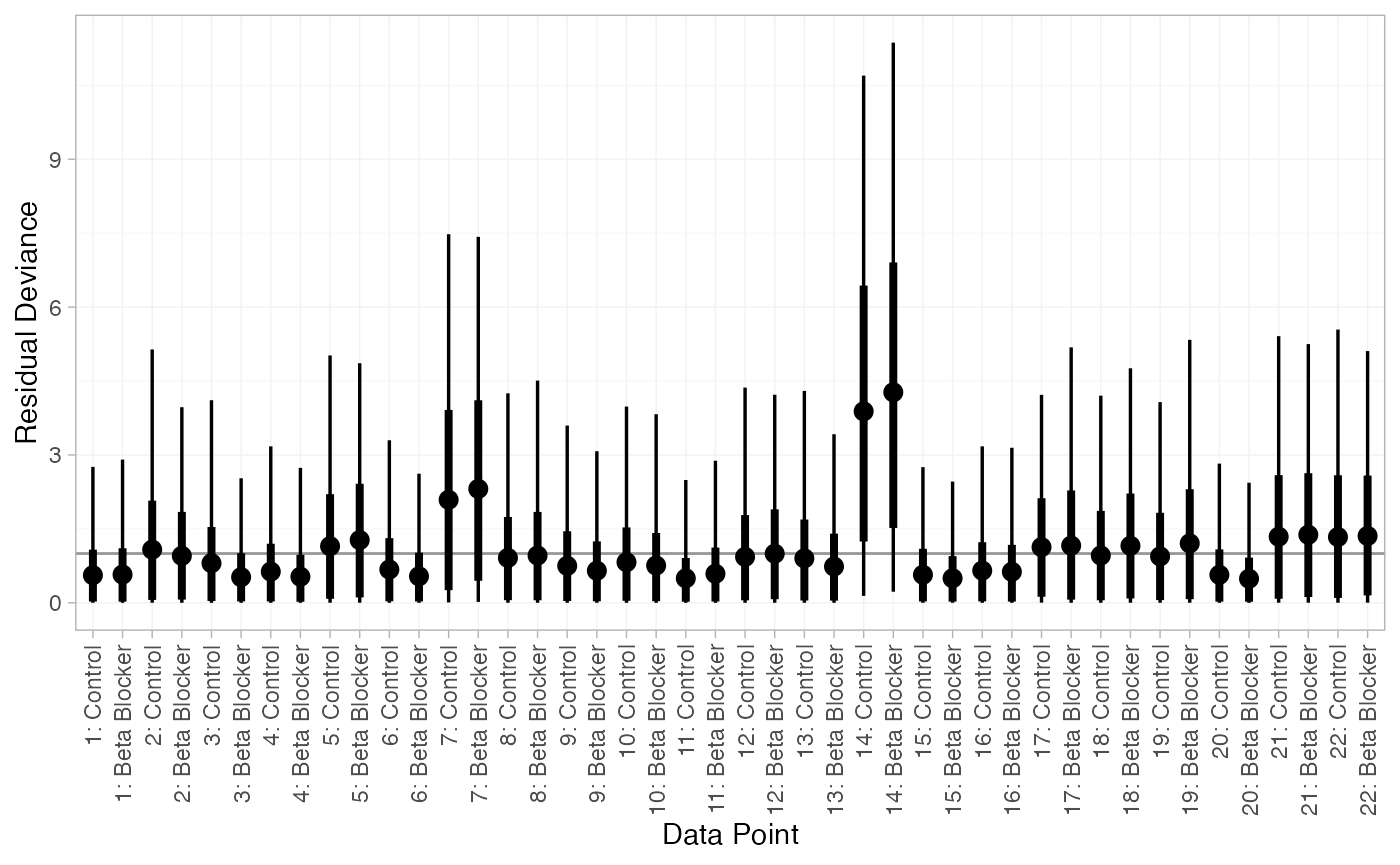 Residual Deviance
9
6
3
0
1: Control
1: Beta Blocker
2: Control
2: Beta Blocker
3: Control
3: Beta Blocker
4: Control
4: Beta Blocker
5: Control
5: Beta Blocker
6: Control
6: Beta Blocker
7: Control
7: Beta Blocker
8: Control
8: Beta Blocker
9: Control
9: Beta Blocker
10: Control
10: Beta Blocker
11: Control
11: Beta Blocker
12: Control
12: Beta Blocker
13: Control
13: Beta Blocker
14: Control
14: Beta Blocker
15: Control
15: Beta Blocker
16: Control
16: Beta Blocker
17: Control
17: Beta Blocker
18: Control
18: Beta Blocker
19: Control
19: Beta Blocker
20: Control
20: Beta Blocker
21: Control
21: Beta Blocker
22: Control
22: Beta Blocker
Data Point